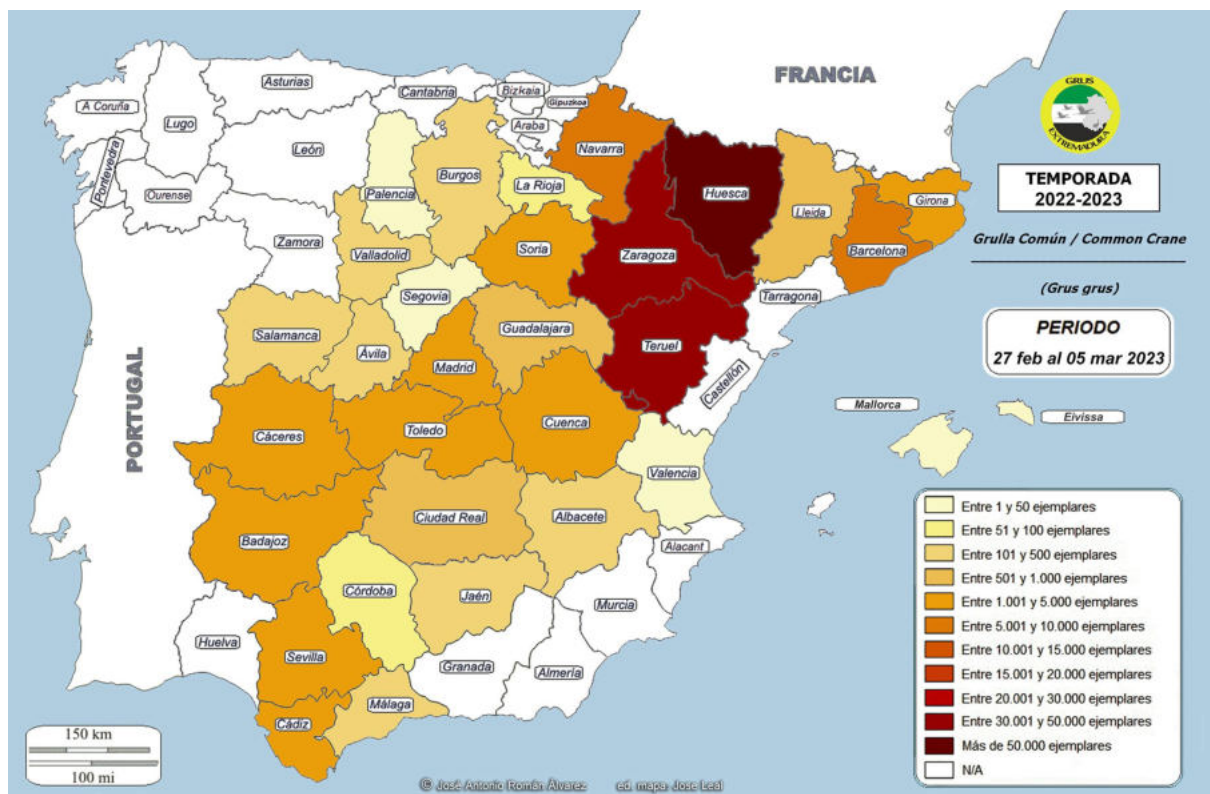 FRANCIA
Asturias
Cantabria
Bizkaia
Gipuzkoa
A Coruña
Lugo
Araba
Navarra
León
Pontevedra
Ourense
Palencia
Burgos
La Rioja
Huesca
Lleida
Girona
Barcelona
Zamora
Valladolid
Soria
Zaragoza
Tarragona
Segovia
Salamanca
Ávila
Guadalajara
Teruel
Madrid
Castellón
PORTUGAL
Cáceres
Toledo
Cuenca
Valencia
Ciudad Real
Albacete
Badajoz
Alacant
Córdoba
Jaén
Murcia
Huelva
Sevilla
Granada
Almería
Málaga
Cádiz
Mallorca
Eivissa
GRUS
EXTREMADURA
TEMPORADA
2022-2023
Grulla Común / Common Crane
(Grus grus)
PERIODO
27 feb al 05 mar 2023
Entre 1 y 50 ejemplares
Entre 51 y 100 ejemplares
Entre 101 y 500 ejemplares
Entre 501 y 1.000 ejemplares
Entre 1.001 y 5.000 ejemplares
Entre 5.001 y 10.000 ejemplares
Entre 10.001 y 15.000 ejemplares
Entre 15.001 y 20.000 ejemplares
Entre 20.001 y 30.000 ejemplares
Entre 30.001 y 50.000 ejemplares
Más de 50.000 ejemplares
N/A
150 km
100 mi
© José Antonio Román Álvarez ed. mapa Jose Leal